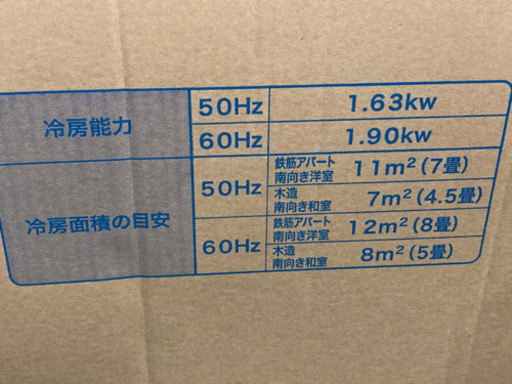 冷房能力
50Hz 1.63kw
60Hz 1.90kw
冷房面積の目安
50Hz
鉄筋アパート
南向き洋室
11m²(7畳)
木造
南向き和室
7m²(4.5畳)
60Hz
鉄筋アパート
南向き洋室
12m²(8畳)
木造
南向き和室
8m²(5畳)